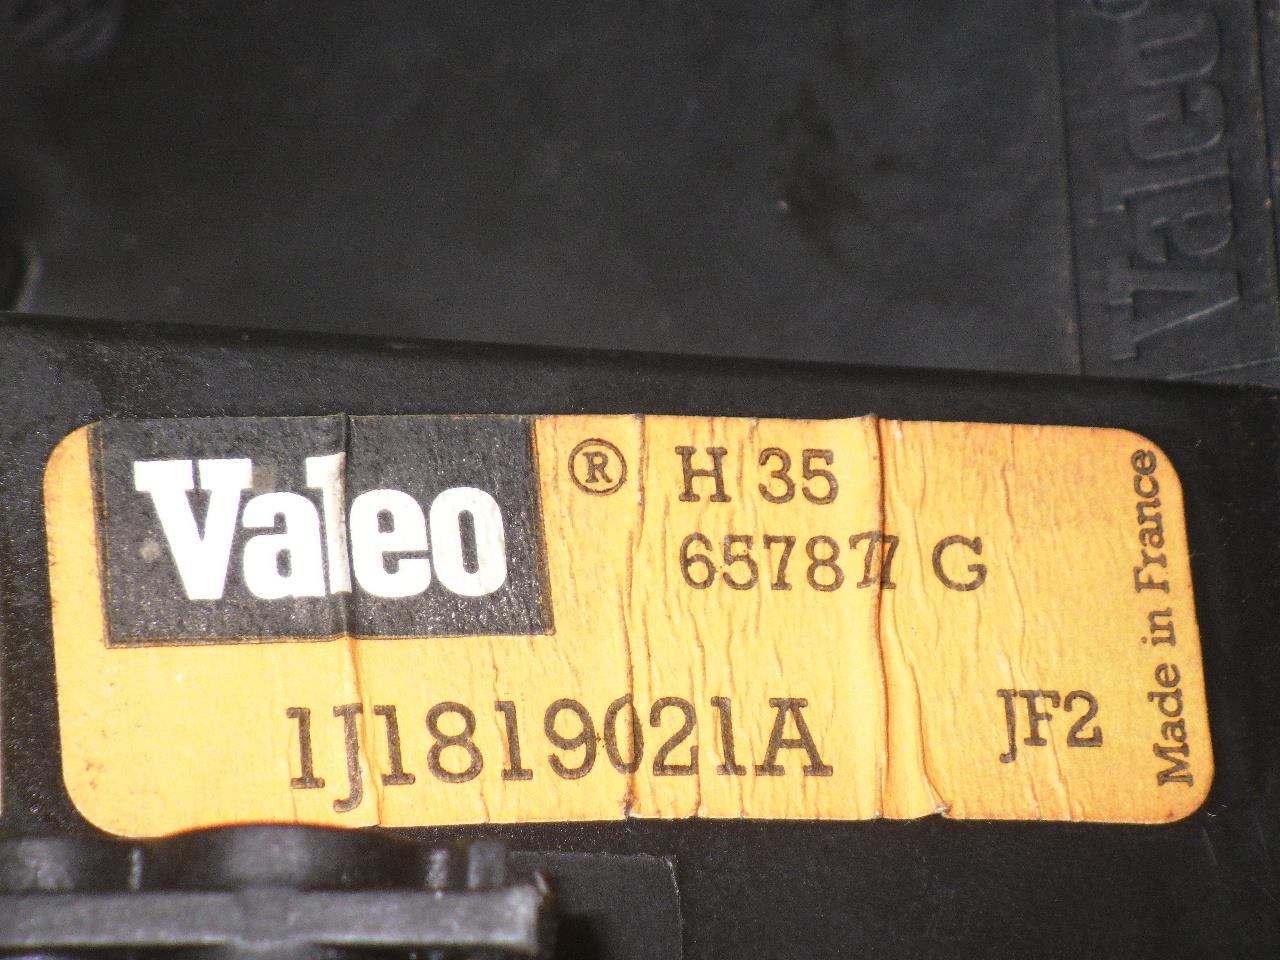 Valeo
Valeo ® H 35
65787 G
1J1819021A
JF2
Made in France